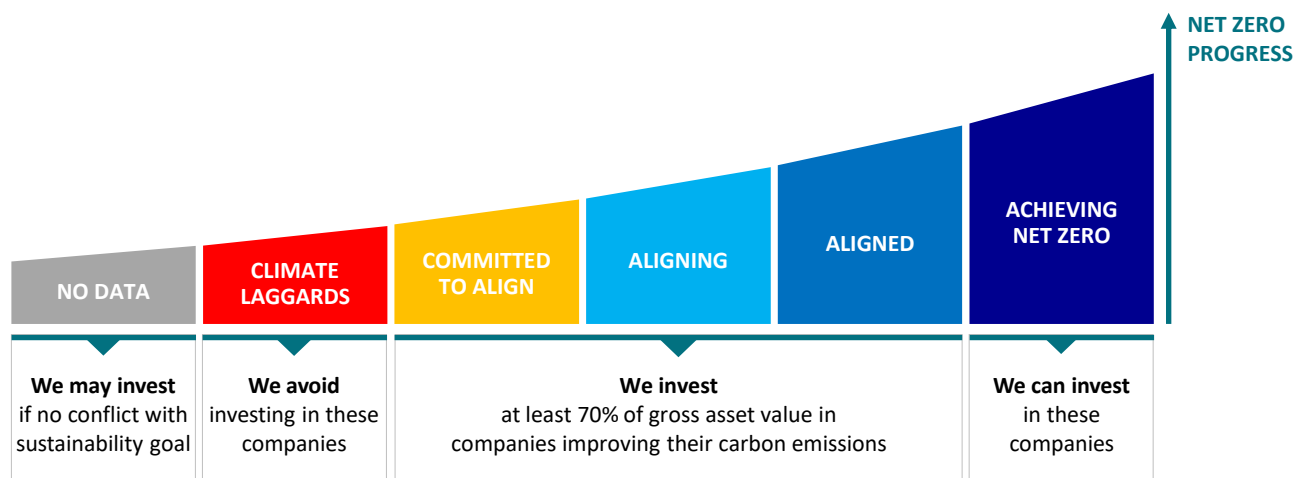 NET ZERO
PROGRESS
NO DATA
CLIMATE
LAGGARDS
COMMITTED
TO ALIGN
ALIGNING
ALIGNED
ACHIEVING
NET ZERO
We may invest
if no conflict with
sustainability goal
We avoid
investing in these
companies
We invest
at least 70% of gross asset value in
companies improving their carbon emissions
We can invest
in these
companies